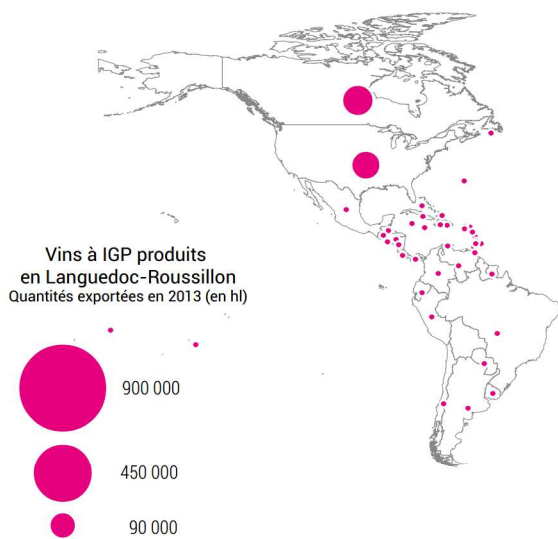 Vins à IGP produits
en Languedoc-Roussillon
Quantités exportées en 2013 (en hl)
900 000
450 000
90 000